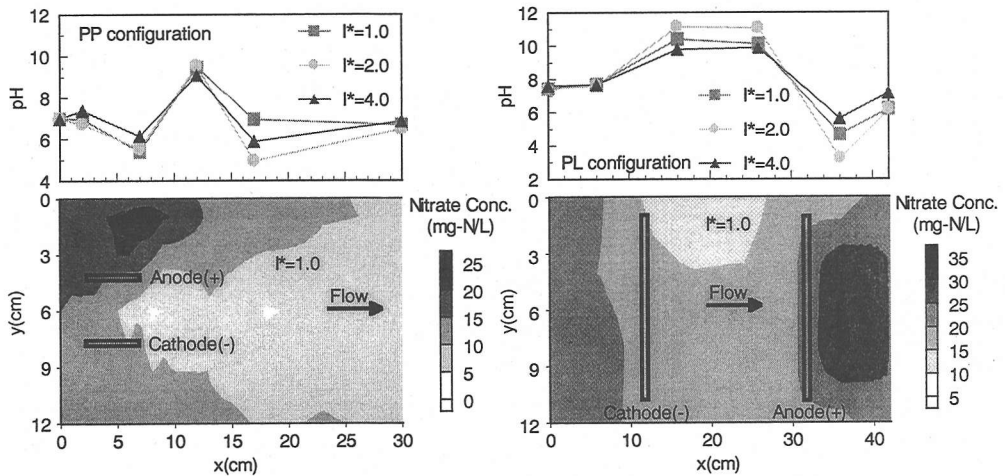 PP configuration
I*=1.0
I*=2.0
I*=4.0
pH
12
10
8
6
4
I*=1.0
I*=2.0
I*=4.0
PL configuration
pH
12
10
8
6
4
2
Nitrate Conc.
(mg-N/L)
25
20
15
10
5
0
I*=1.0
Anode(+)
Flow
Cathode(-)
y(cm)
0
3
6
9
12
0
5
10
15
20
25
30
x(cm)
Nitrate Conc.
(mg-N/L)
35
30
25
20
15
10
5
I*=1.0
Flow
Cathode(-)
Anode(+)
y(cm)
0
3
6
9
12
0
10
20
30
40
x(cm)